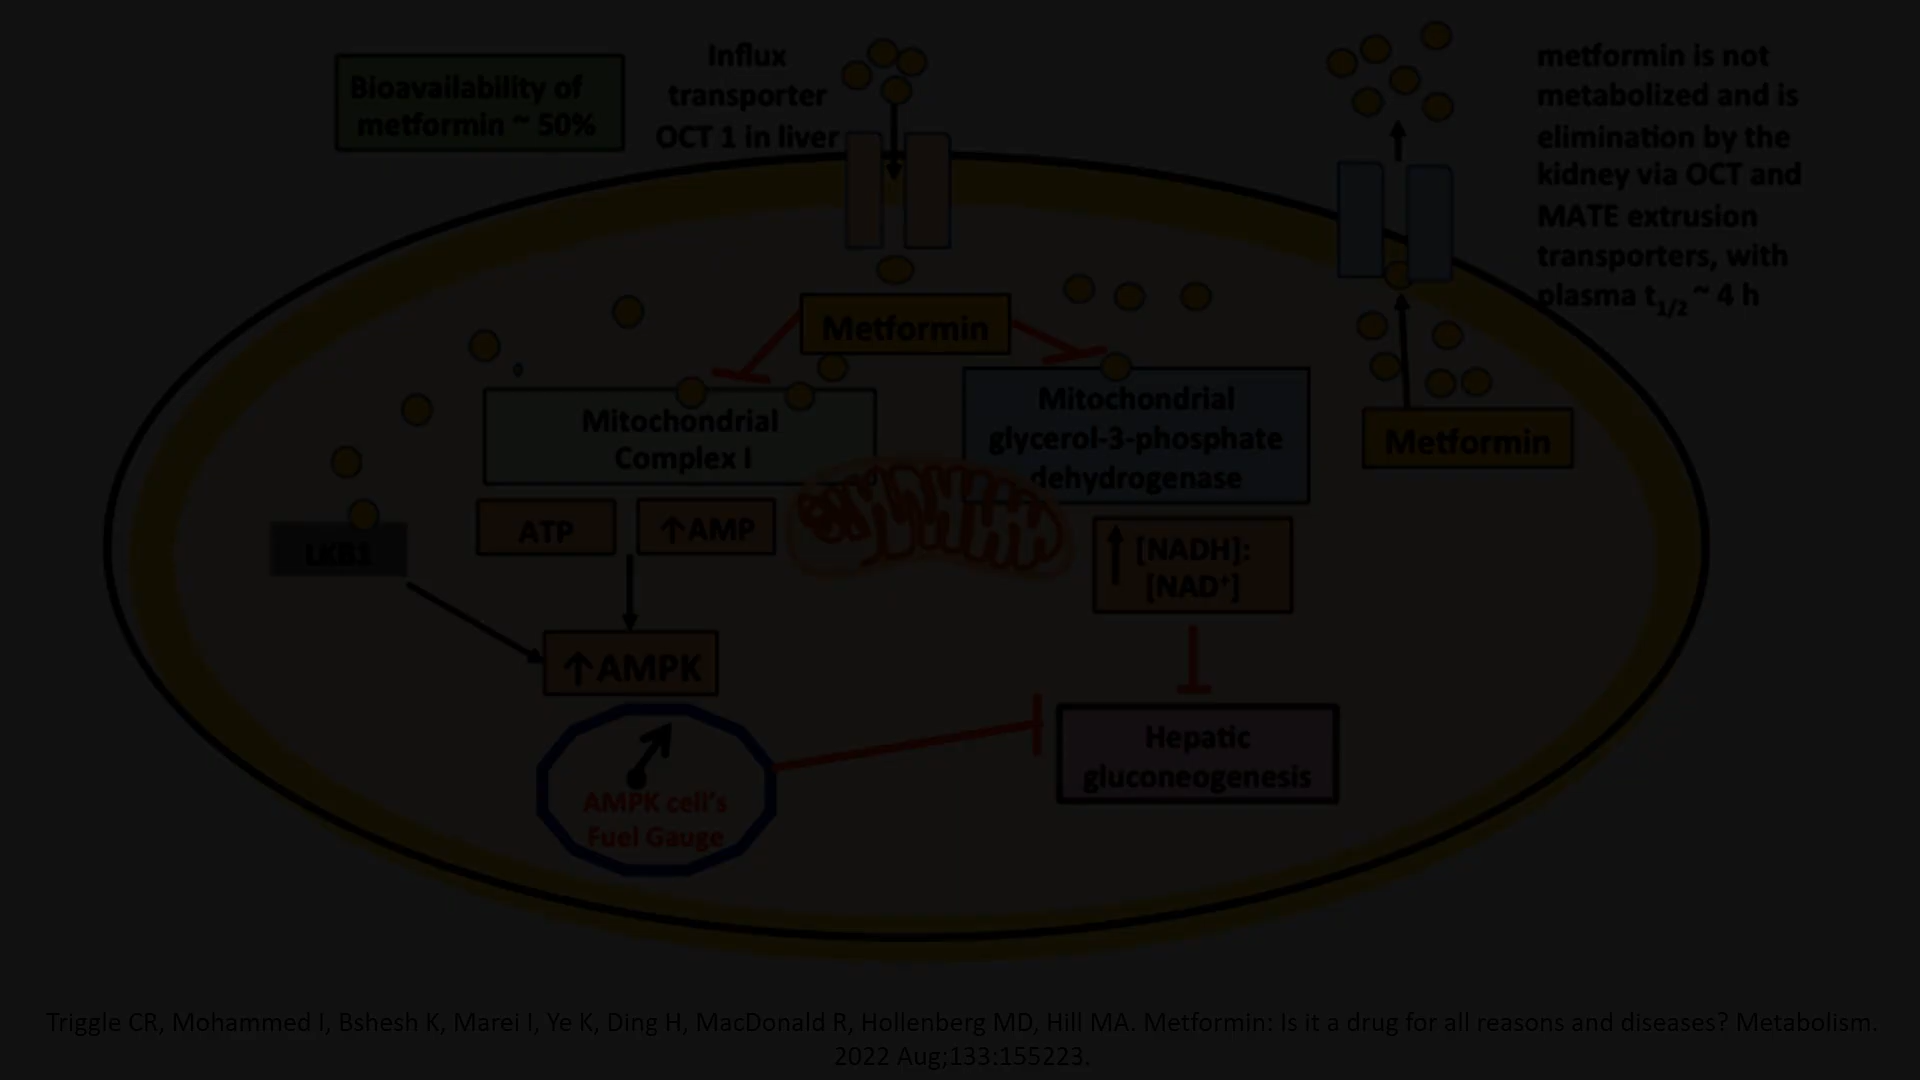 Bioavailability of
metformin ~ 50%
Influx
transporter
OCT 1 in liver
metformin is not
metabolized and is
elimination by the
kidney via OCT and
MATE extrusion
transporters, with
plasma t1/2 ~ 4 h
Metformin
Mitochondrial
Complex I
Mitochondrial
glycerol-3-phosphate
dehydrogenase
Metformin
LKB1
ATP
↑AMP
[NADH]:
[NAD+]
↑AMPK
AMPK cell's
Fuel Gauge
Hepatic
gluconeogenesis
Triggle CR, Mohammed I, Bshesh K, Marei I, Ye K, Ding H, MacDonald R, Hollenberg MD, Hill MA. Metformin: Is it a drug for all reasons and diseases? Metabolism.
2022 Aug;133:155223.